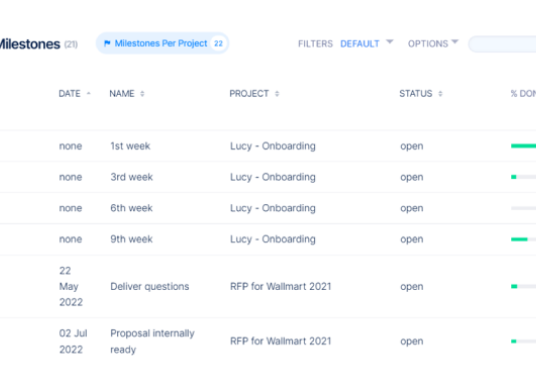 Milestones (21) Milestones Per Project 22 FILTERS DEFAULT OPTIONS
DATE NAME PROJECT STATUS % DON
none 1st week Lucy - Onboarding open
none 3rd week Lucy - Onboarding open
none 6th week Lucy - Onboarding open
none 9th week Lucy - Onboarding open
22
May
2022
Deliver questions RFP for Wallmart 2021 open
02 Jul
2022
Proposal internally
ready
RFP for Wallmart 2021 open